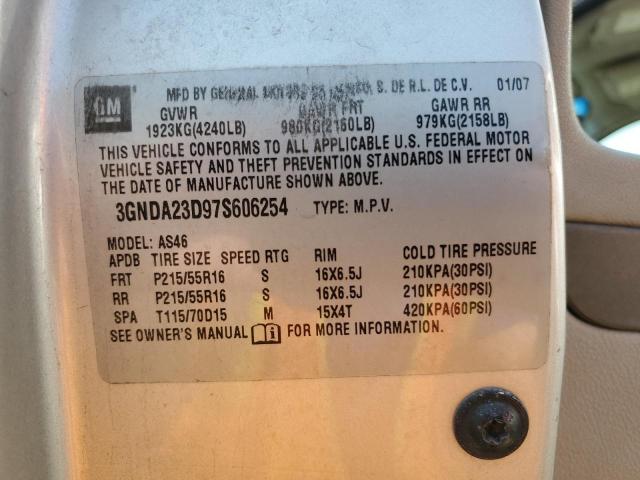 GM
MFD BY GENERAL MOTORS DE MEXICO, S. DE R.L. DE C.V. 01/07
GVWR GAWR FRT GAWR RR
1923KG(4240LB) 980KG(2160LB) 979KG(2158LB)
THIS VEHICLE CONFORMS TO ALL APPLICABLE U.S. FEDERAL MOTOR
VEHICLE SAFETY AND THEFT PREVENTION STANDARDS IN EFFECT ON
THE DATE OF MANUFACTURE SHOWN ABOVE.
3GNDA23D97S606254 TYPE: M.P.V.
MODEL: AS46
APDB TIRE SIZE SPEED RTG RIM COLD TIRE PRESSURE
FRT P215/55R16 S 16X6.5J 210KPA(30PSI)
RR P215/55R16 S 16X6.5J 210KPA(30PSI)
SPA T115/70D15 M 15X4T 420KPA(60PSI)
SEE OWNER'S MANUAL FOR MORE INFORMATION.